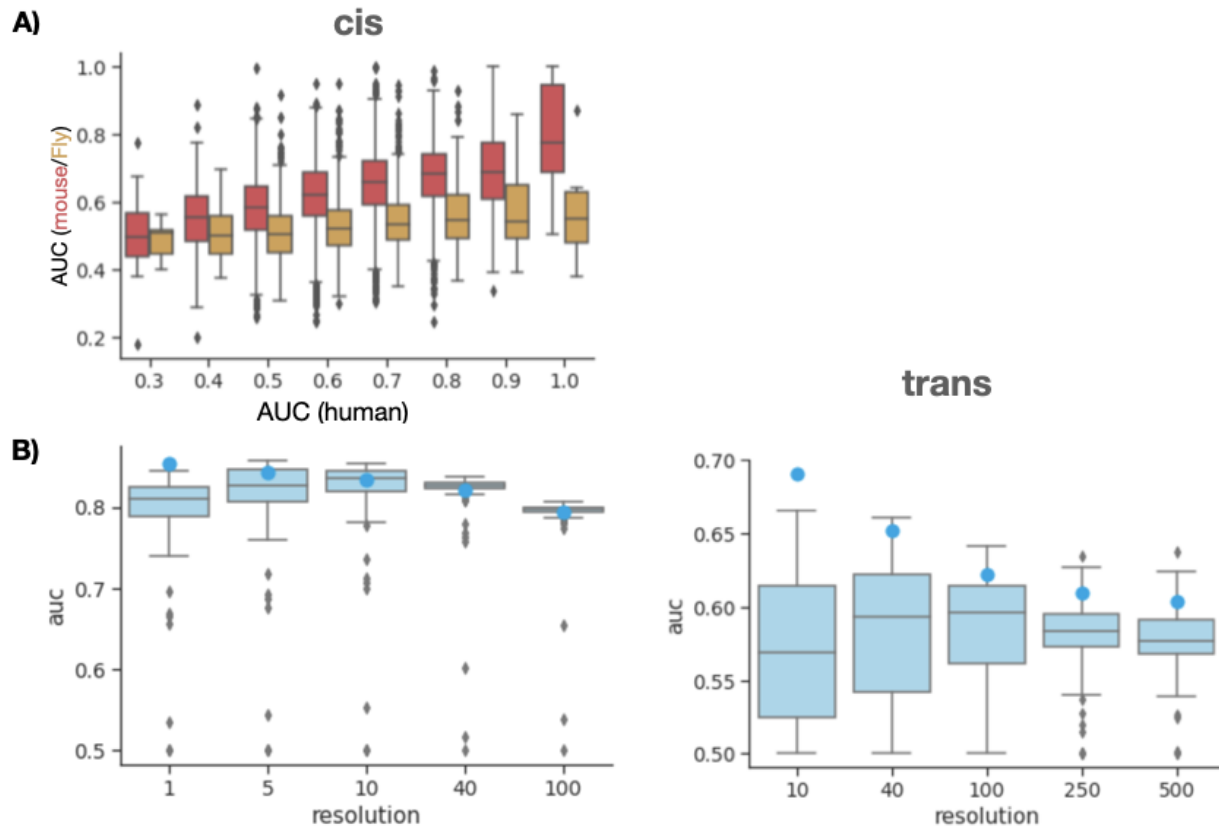 A)
cis
AUC (mouse/Fly)
1.0
0.8
0.6
0.4
0.2
0.3 0.4 0.5 0.6 0.7 0.8 0.9 1.0
AUC (human)
B)
auc
0.8
0.7
0.6
0.5
1 5 10 40 100
resolution
trans
auc
0.70
0.65
0.60
0.55
0.50
10 40 100 250 500
resolution